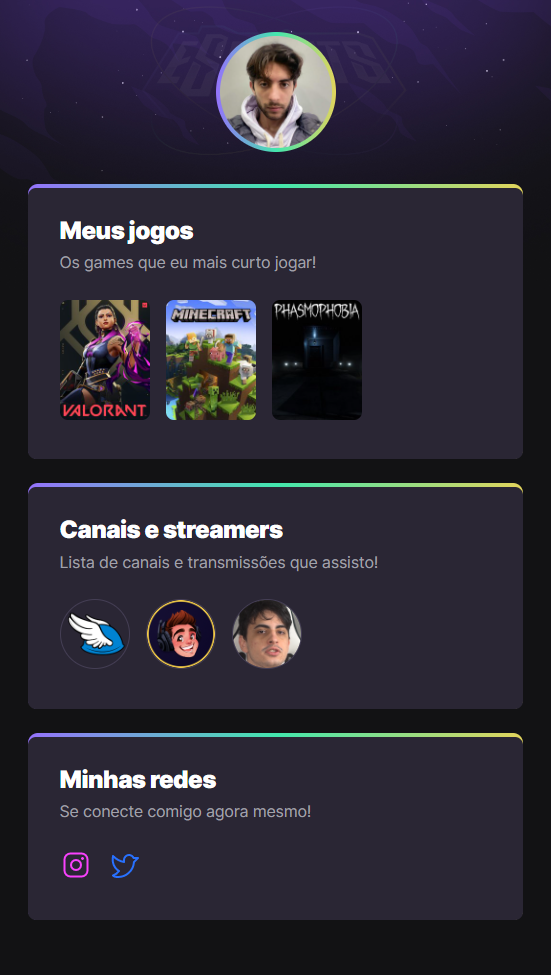 ESPORTS
Meus jogos
Os games que eu mais curto jogar!
VALORANT
MINECRAFT
PHASMOPHOBIA
Canais e streamers
Lista de canais e transmissões que assisto!
Minhas redes
Se conecte comigo agora mesmo!